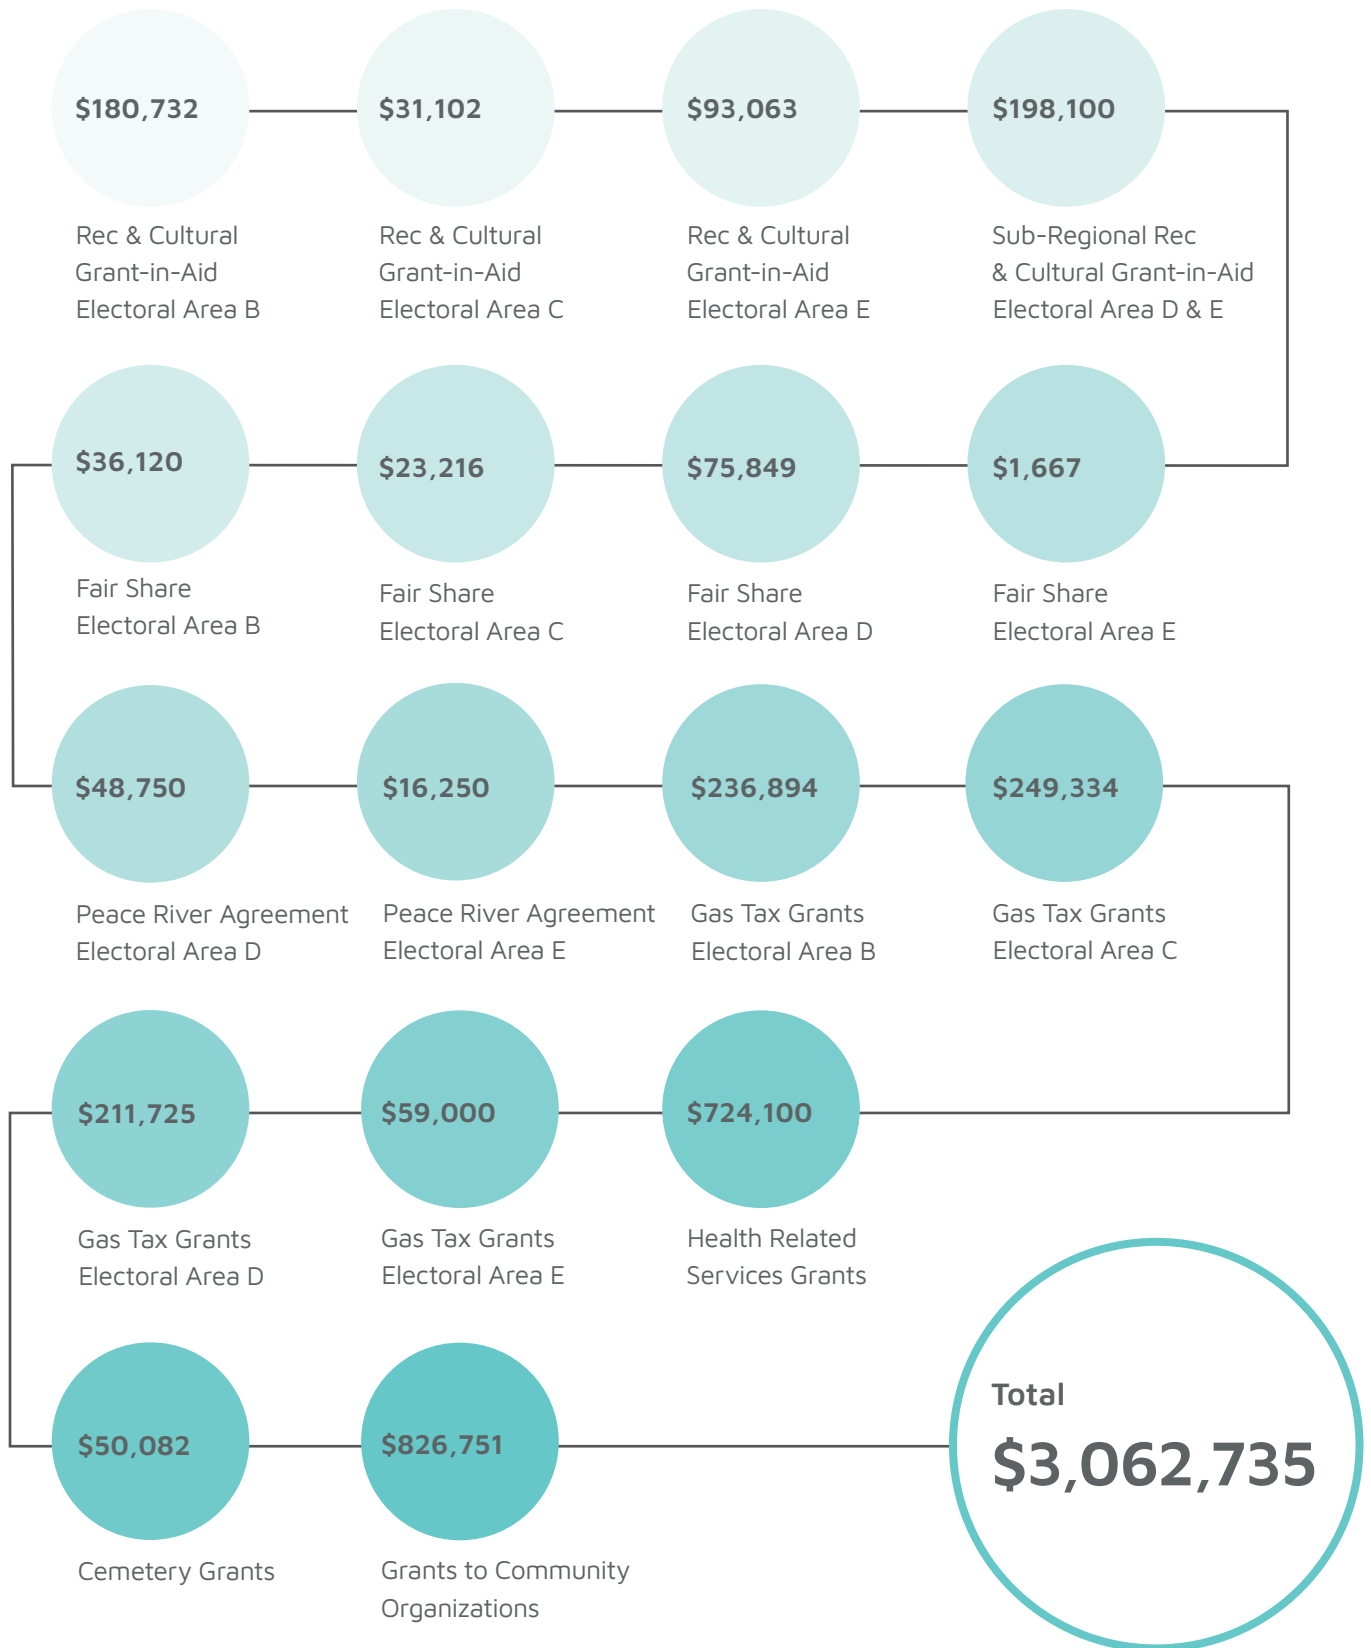 $180,732
Rec & Cultural
Grant-in-Aid
Electoral Area B
$31,102
Rec & Cultural
Grant-in-Aid
Electoral Area C
$93,063
Rec & Cultural
Grant-in-Aid
Electoral Area E
$198,100
Sub-Regional Rec
& Cultural Grant-in-Aid
Electoral Area D & E
$36,120
Fair Share
Electoral Area B
$23,216
Fair Share
Electoral Area C
$75,849
Fair Share
Electoral Area D
$1,667
Fair Share
Electoral Area E
$48,750
Peace River Agreement
Electoral Area D
$16,250
Peace River Agreement
Electoral Area E
$236,894
Gas Tax Grants
Electoral Area B
$249,334
Gas Tax Grants
Electoral Area C
$211,725
Gas Tax Grants
Electoral Area D
$59,000
Gas Tax Grants
Electoral Area E
$724,100
Health Related
Services Grants
$50,082
Cemetery Grants
$826,751
Grants to Community
Organizations
Total
$3,062,735